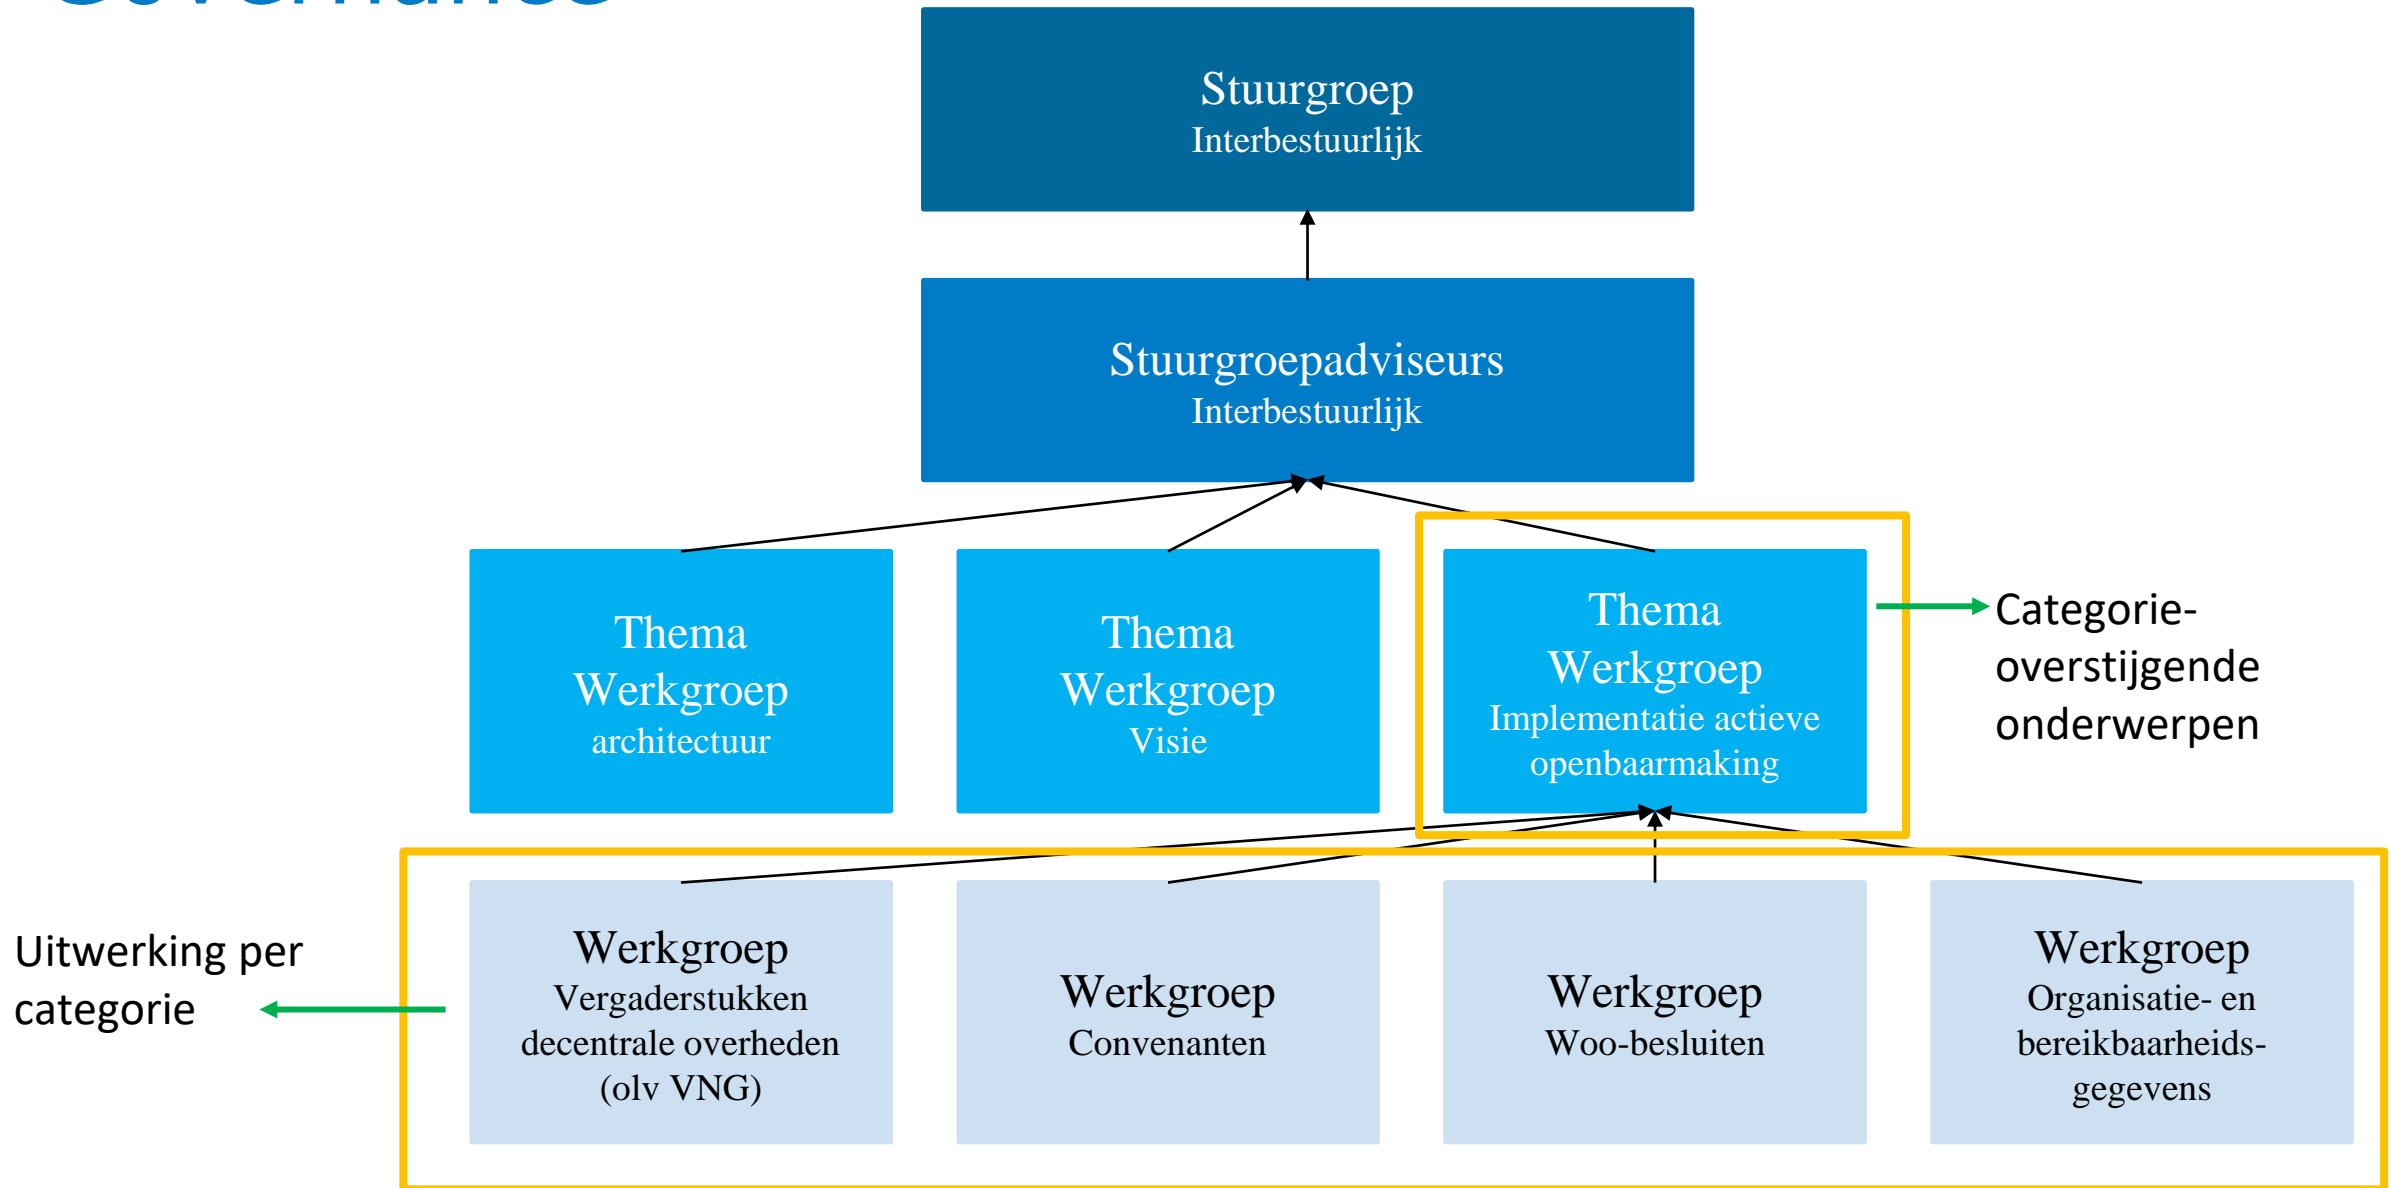 Governance
Stuurgroep
Interbestuurlijk
Stuurgroepadviseurs
Interbestuurlijk
Thema
Werkgroep
architectuur
Thema
Werkgroep
Visie
Thema
Werkgroep
Implementatie actieve
openbaarmaking
Categorie-
overstijgende
onderwerpen
Uitwerking per
categorie
Werkgroep
Vergaderstukken
decentrale overheden
(olv VNG)
Werkgroep
Convenanten
Werkgroep
Woo-besluiten
Werkgroep
Organisatie- en
bereikbaarheids-
gegevens